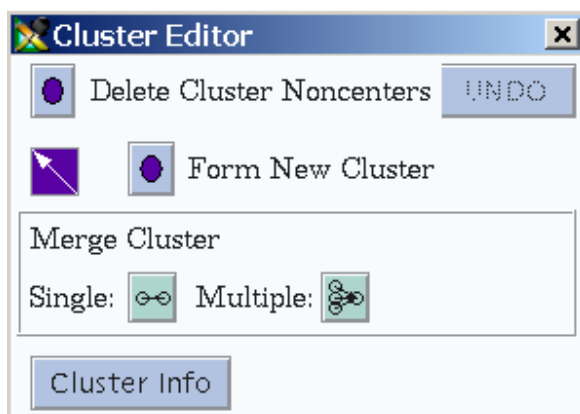 Cluster Editor
Delete Cluster Noncenters UNDO
Form New Cluster
Merge Cluster
Single: Multiple:
Cluster Info